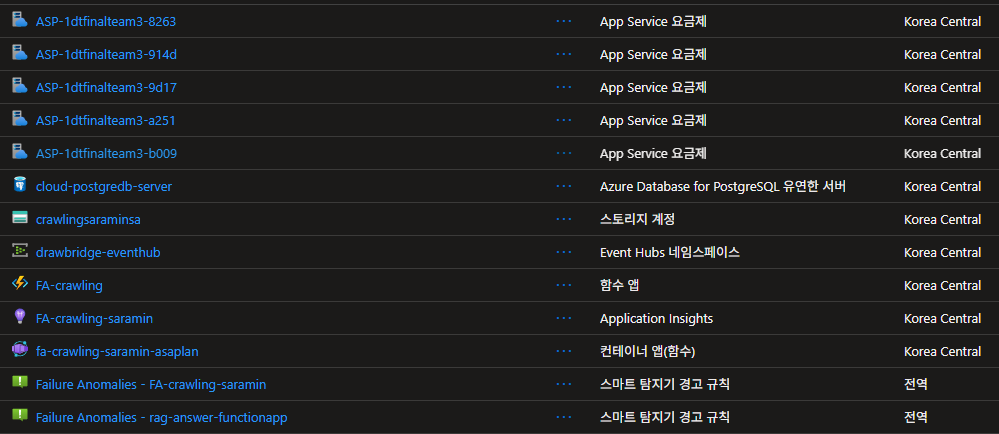 ASP-1dtfinalteam3-8263 ··· App Service 요금제 Korea Central
ASP-1dtfinalteam3-914d ··· App Service 요금제 Korea Central
ASP-1dtfinalteam3-9d17 ··· App Service 요금제 Korea Central
ASP-1dtfinalteam3-a251 ··· App Service 요금제 Korea Central
ASP-1dtfinalteam3-b009 ··· App Service 요금제 Korea Central
cloud-postgredb-server ··· Azure Database for PostgreSQL 유연한 서버 Korea Central
crawlingsaraminsa ··· 스토리지 계정 Korea Central
drawbridge-eventhub ··· Event Hubs 네임스페이스 Korea Central
FA-crawling ··· 함수 앱 Korea Central
FA-crawling-saramin ··· Application Insights Korea Central
fa-crawling-saramin-asaplan ··· 컨테이너 앱(함수) Korea Central
Failure Anomalies - FA-crawling-saramin ··· 스마트 탐지기 경고 규칙 전역
Failure Anomalies - rag-answer-functionapp ··· 스마트 탐지기 경고 규칙 전역